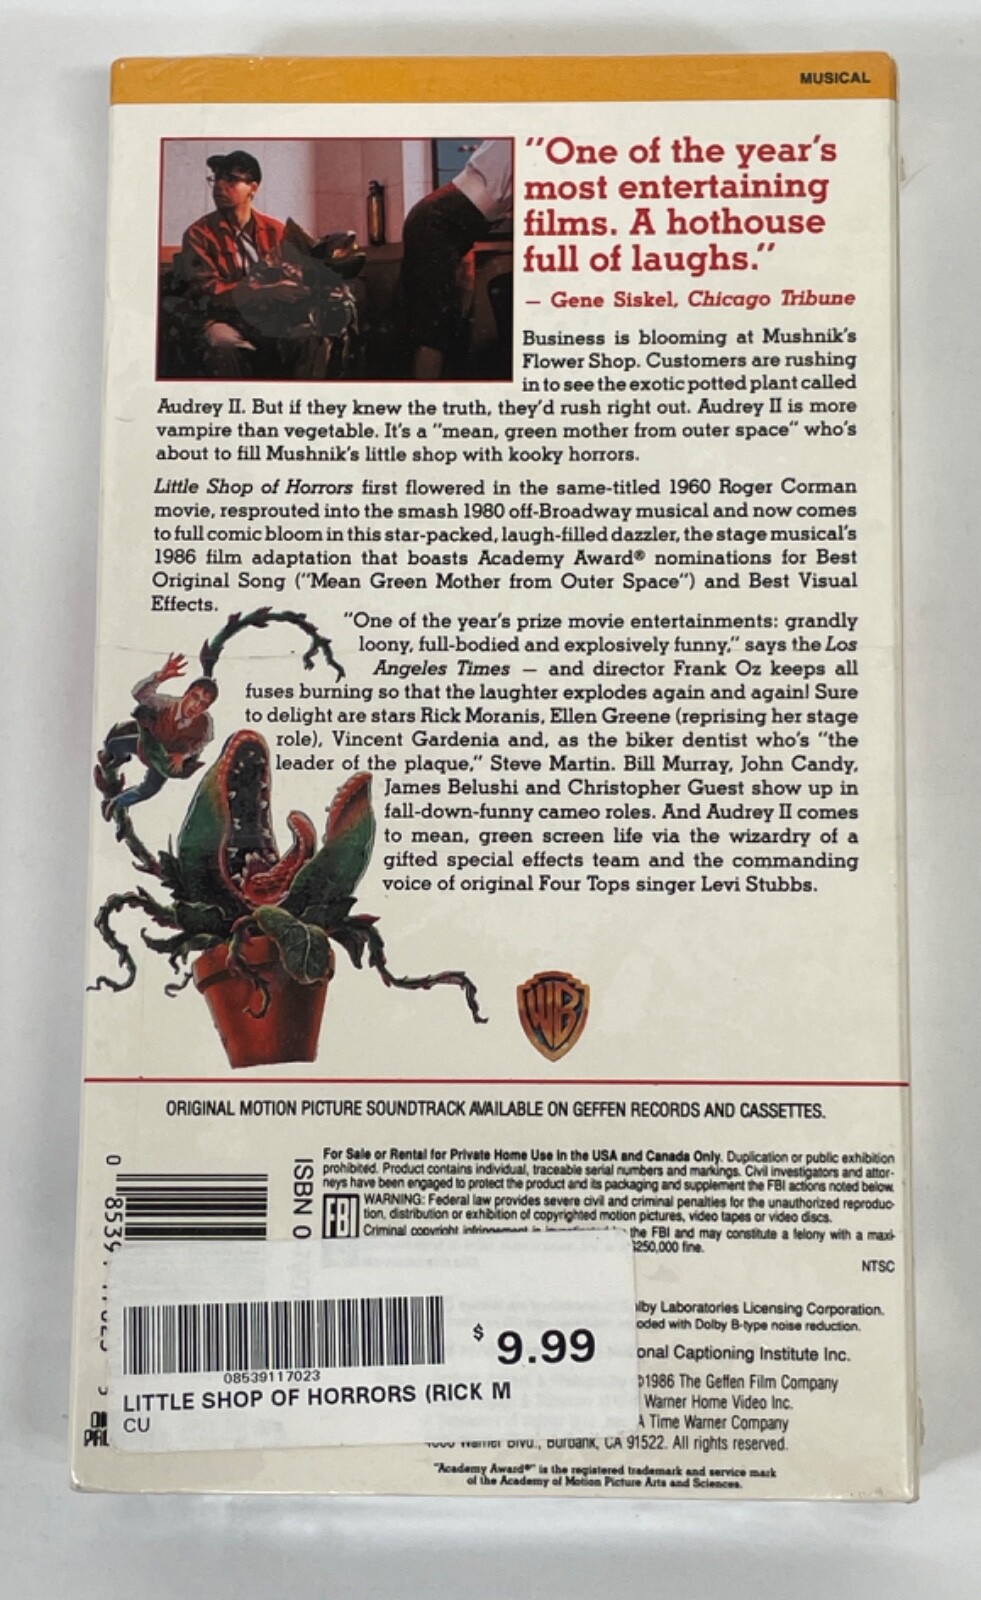 MUSICAL
"One of the year's
most entertaining
films. A hothouse
full of laughs."
— Gene Siskel, Chicago Tribune
Business is blooming at Mushnik's
Flower Shop. Customers are rushing
in to see the exotic potted plant called
Audrey II. But if they knew the truth, they'd rush right out. Audrey II is more
vampire than vegetable. It's a "mean, green mother from outer space" who's
about to fill Mushnik's little shop with kooky horrors.
Little Shop of Horrors first flowered in the same-titled 1960 Roger Corman
movie, resprouted into the smash 1980 off-Broadway musical and now comes
to full comic bloom in this star-packed, laugh-filled dazzler, the stage musical's
1986 film adaptation that boasts Academy Award® nominations for Best
Original Song ("Mean Green Mother from Outer Space") and Best Visual
Effects.
"One of the year's prize movie entertainments: grandly
loony, full-bodied and explosively funny," says the Los
Angeles Times — and director Frank Oz keeps all
fuses burning so that the laughter explodes again and again! Sure
to delight are stars Rick Moranis, Ellen Greene (reprising her stage
role), Vincent Gardenia and, as the biker dentist who's "the
leader of the plaque," Steve Martin. Bill Murray, John Candy,
James Belushi and Christopher Guest show up in
fall-down-funny cameo roles. And Audrey II comes
to mean, green screen life via the wizardry of a
gifted special effects team and the commanding
voice of original Four Tops singer Levi Stubbs.
WB
ORIGINAL MOTION PICTURE SOUNDTRACK AVAILABLE ON GEFFEN RECORDS AND CASSETTES.
0 8539
ISBN 0
For Sale or Rental for Private Home Use in the USA and Canada Only. Duplication or public exhibition
prohibited. Product contains individual, traceable serial numbers and markings. Civil investigators and attor-
neys have been engaged to protect the product and its packaging and supplement the FBI actions noted below.
FBI
WARNING: Federal law provides severe civil and criminal penalties for the unauthorized reproduc-
tion, distribution or exhibition of copyrighted motion pictures, video tapes or video discs.
Criminal copyright infringement is investigated by the FBI and may constitute a felony with a maxi-
$250,000 fine.
NTSC
Laboratories Licensing Corporation.
with Dolby B-type noise reduction.
Captioning Institute Inc.
©1986 The Geffen Film Company
Warner Home Video Inc.
A Time Warner Company
Burbank, CA 91522. All rights reserved.
"Academy Award®" is the registered trademark and service mark
of the Academy of Motion Picture Arts and Sciences.
08539117023
$ 9.99
LITTLE SHOP OF HORRORS (RICK M
CU